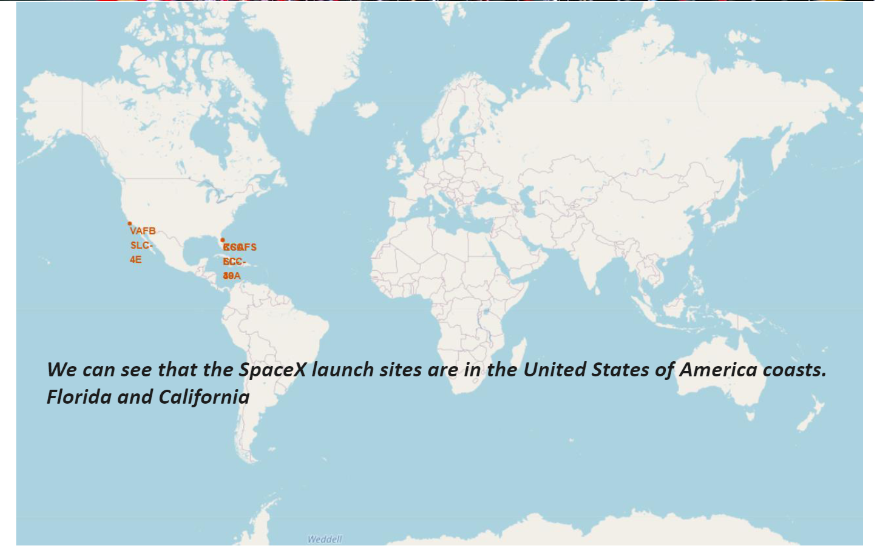 VAFB
SLC-
4E
We can see that the SpaceX launch sites are in the United States of America coasts.
Florida and California
Weddell